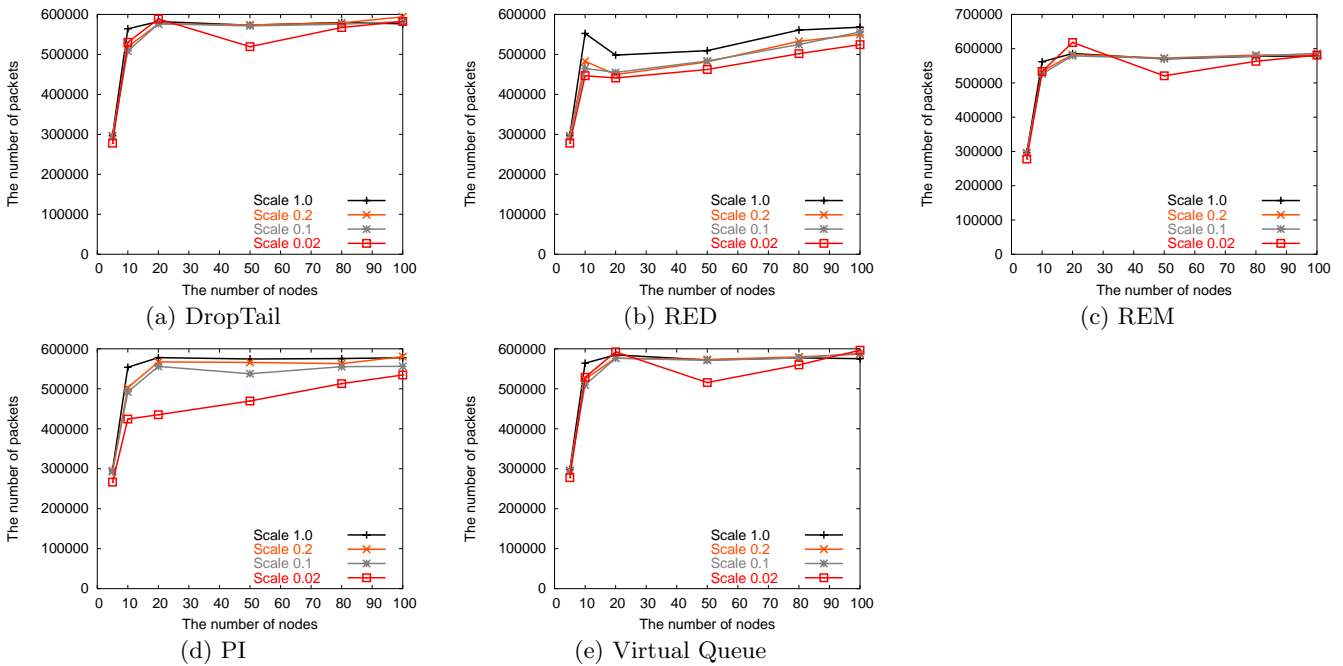 The number of packets
600000
500000
400000
300000
200000
100000
0
Scale 1.0
Scale 0.2
Scale 0.1
Scale 0.02
0 10 20 30 40 50 60 70 80 90 100
The number of nodes
(a) DropTail
The number of packets
600000
500000
400000
300000
200000
100000
0
Scale 1.0
Scale 0.2
Scale 0.1
Scale 0.02
0 10 20 30 40 50 60 70 80 90 100
The number of nodes
(b) RED
The number of packets
700000
600000
500000
400000
300000
200000
100000
0
Scale 1.0
Scale 0.2
Scale 0.1
Scale 0.02
0 10 20 30 40 50 60 70 80 90 100
The number of nodes
(c) REM
The number of packets
600000
500000
400000
300000
200000
100000
0
Scale 1.0
Scale 0.2
Scale 0.1
Scale 0.02
0 10 20 30 40 50 60 70 80 90 100
The number of nodes
(d) PI
The number of packets
600000
500000
400000
300000
200000
100000
0
Scale 1.0
Scale 0.2
Scale 0.1
Scale 0.02
0 10 20 30 40 50 60 70 80 90 100
The number of nodes
(e) Virtual Queue